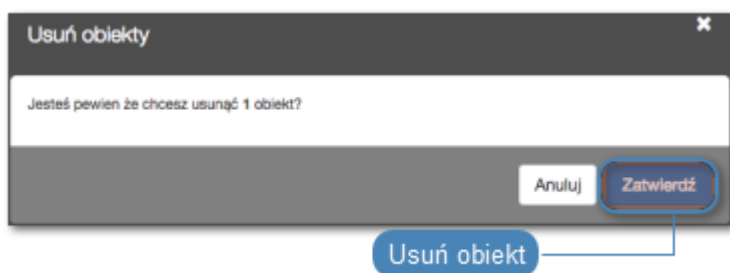 Usuń obiekty
Jesteś pewien że chcesz usunąć 1 obiekt?
Anuluj
Zatwierdź
Usuń obiekt